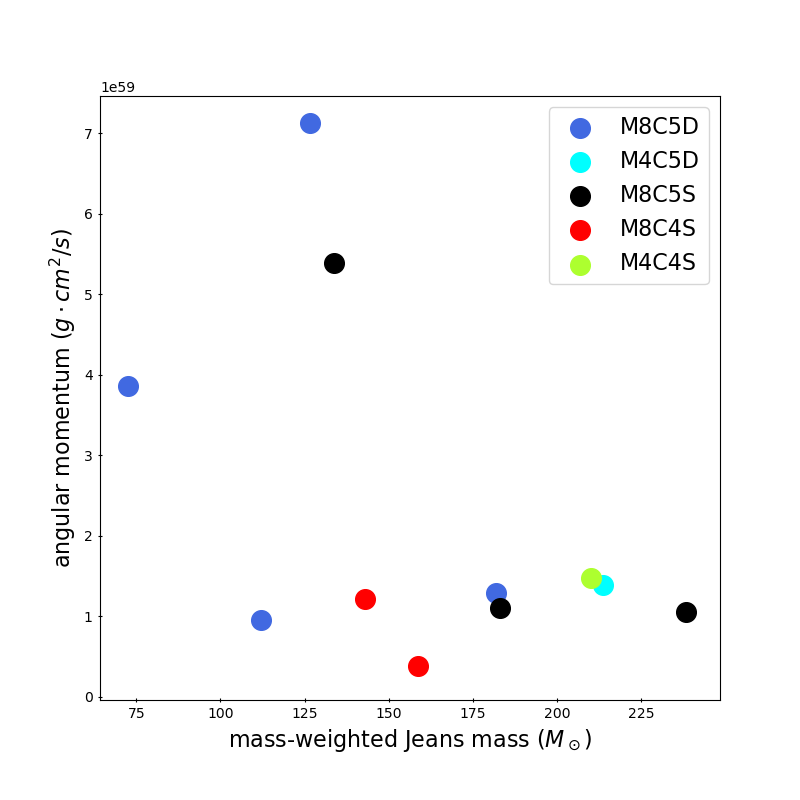 1e59
7
6
5
4
3
2
1
0
angular momentum (g · cm²/s)
75 100 125 150 175 200 225
mass-weighted Jeans mass (M⊙)
M8C5D
M4C5D
M8C5S
M8C4S
M4C4S